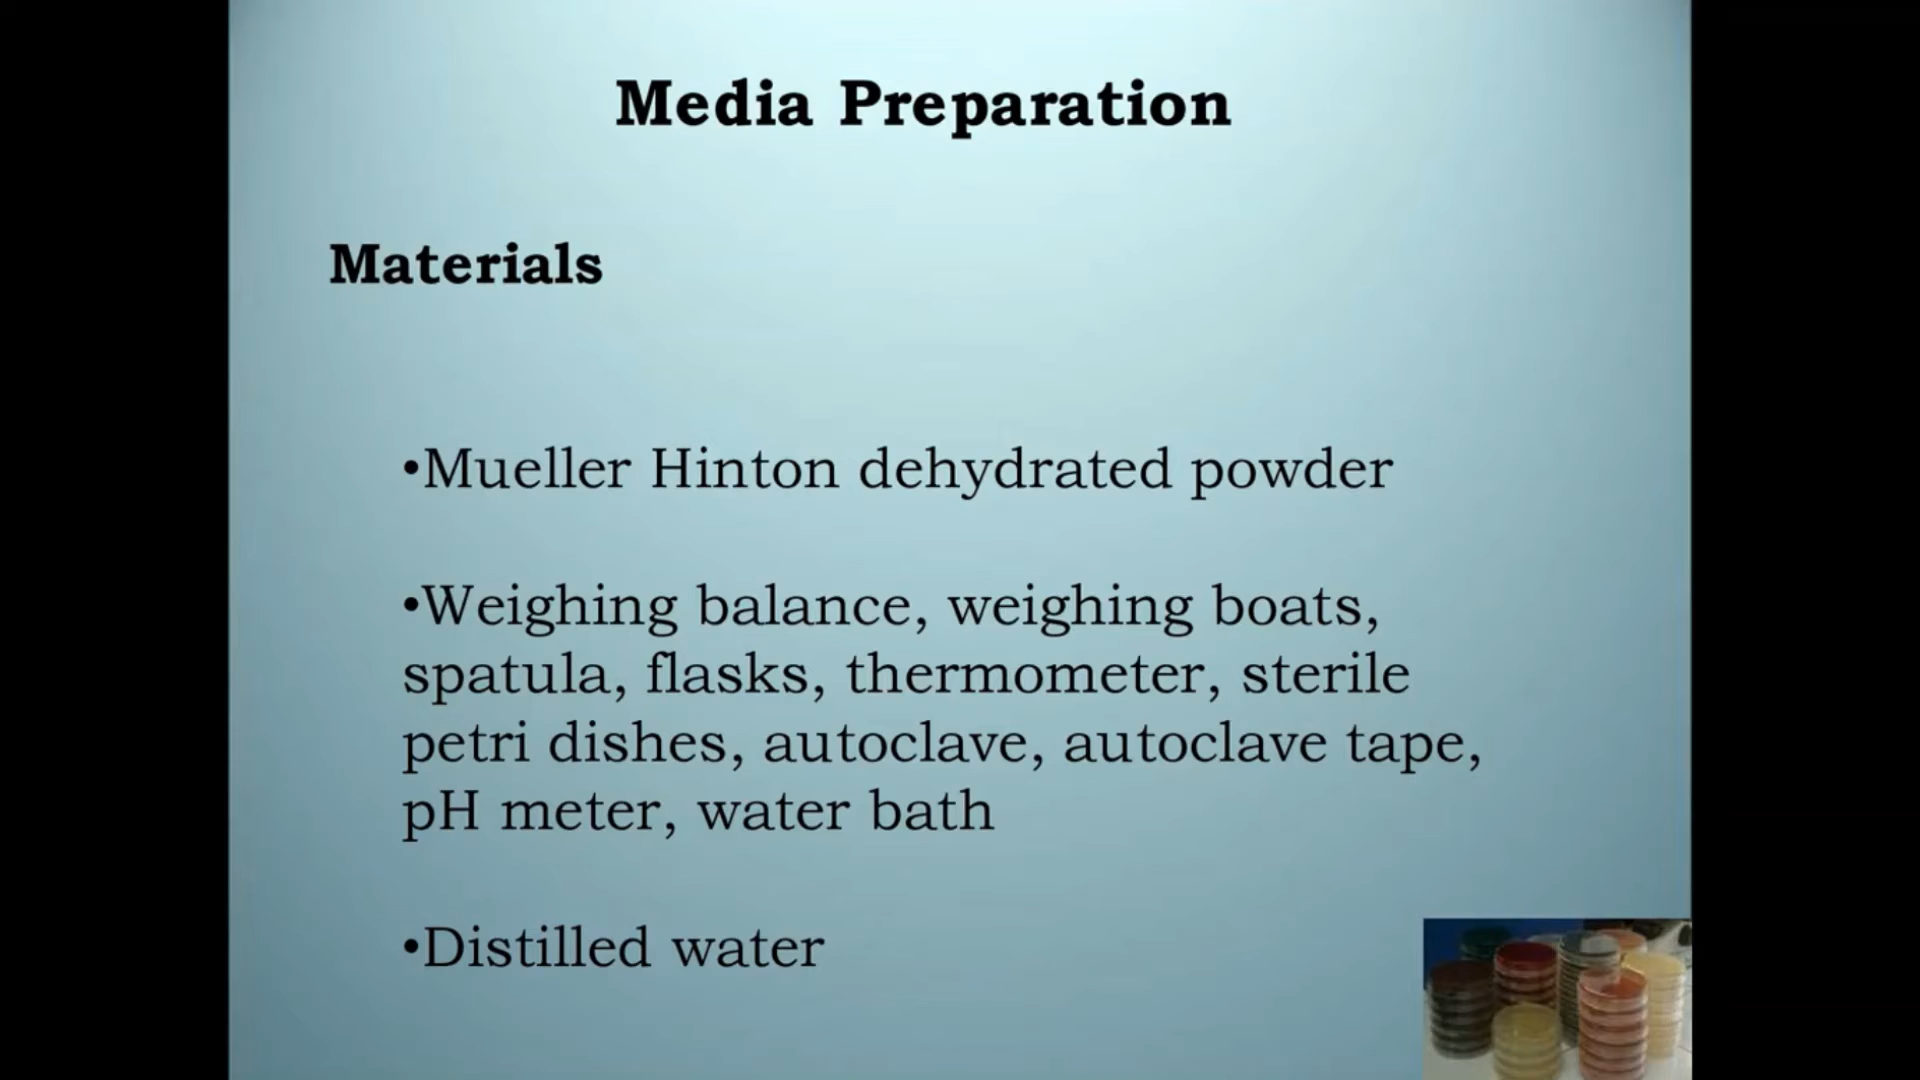 Media Preparation
Materials
•Mueller Hinton dehydrated powder
•Weighing balance, weighing boats,
spatula, flasks, thermometer, sterile
petri dishes, autoclave, autoclave tape,
pH meter, water bath
•Distilled water